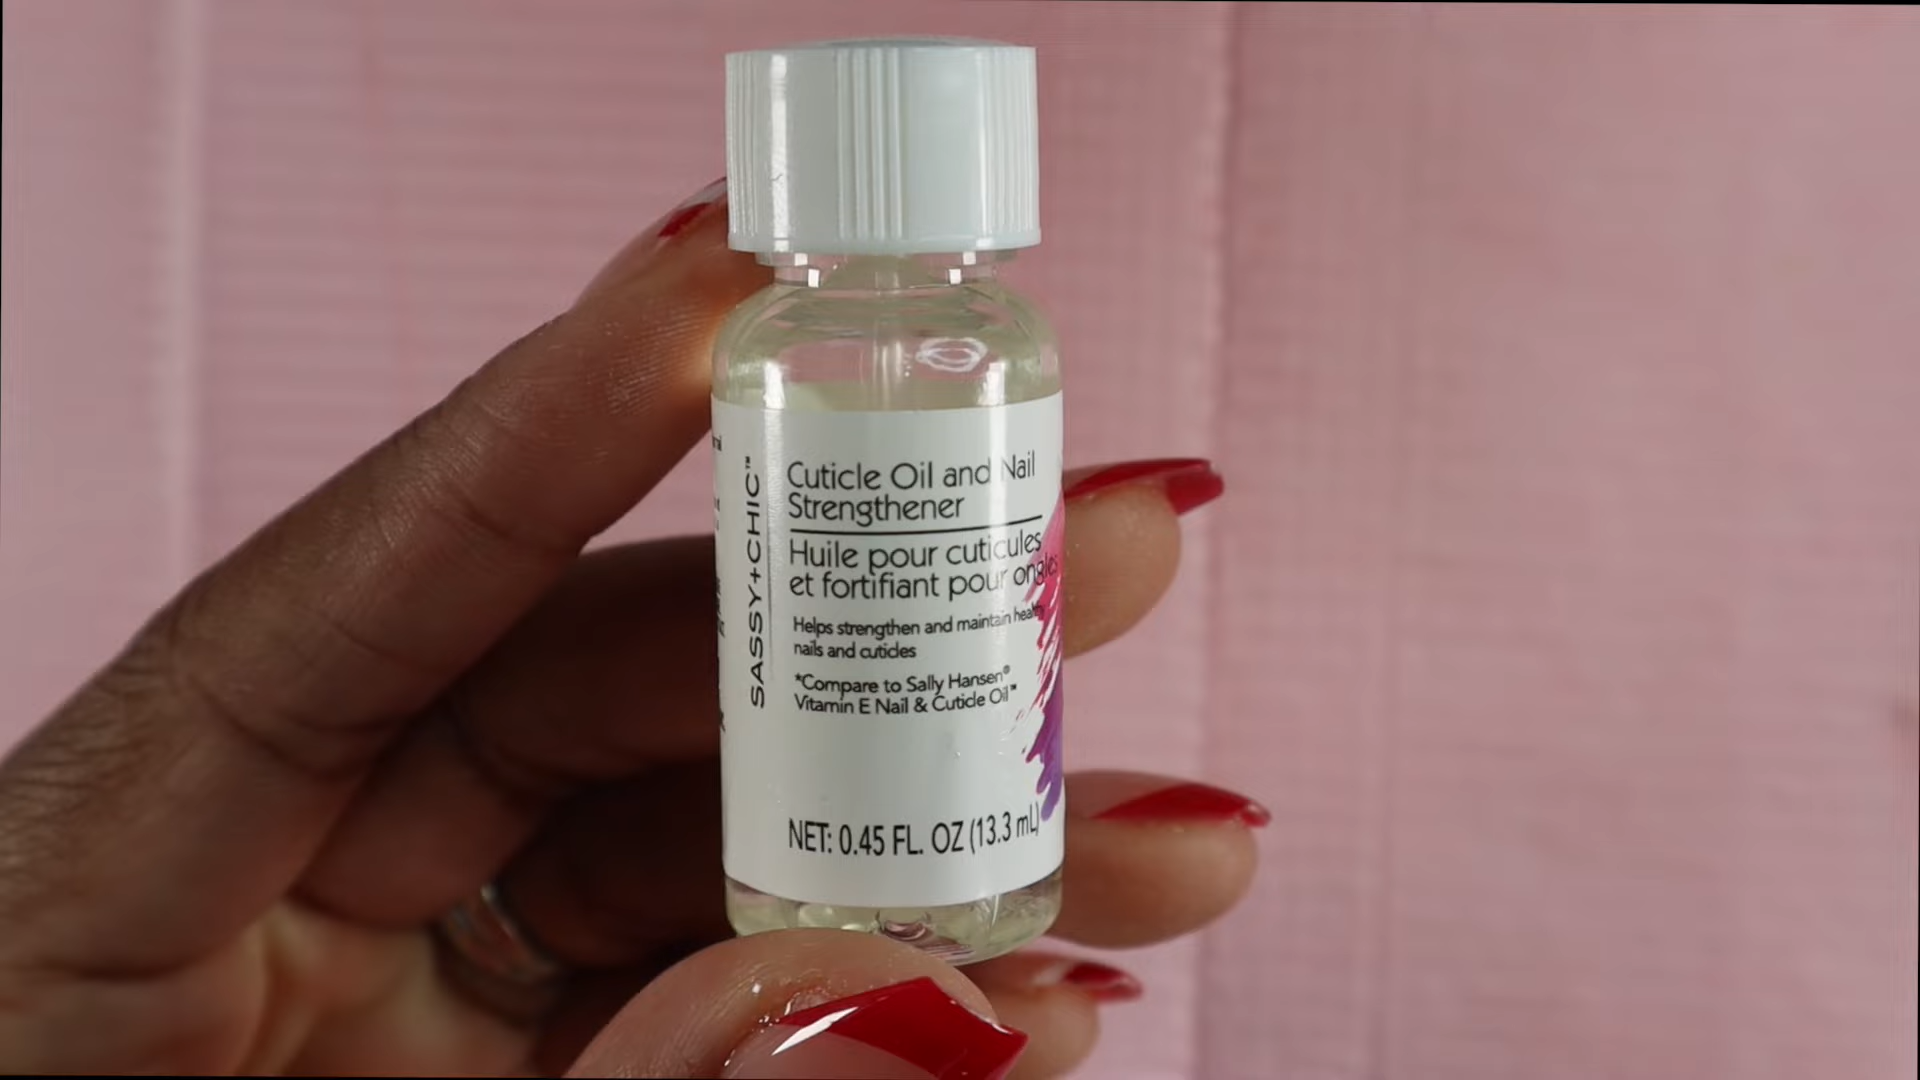 SASSY+CHIC™
Cuticle Oil and Nail
Strengthener
Huile pour cuticules
et fortifiant pour ongles
Helps strengthen and maintain
nails and cuticles
*Compare to Sally Hansen®
Vitamin E Nail & Cuticle Oil™
NET: 0.45 FL. OZ (13.3 mL)